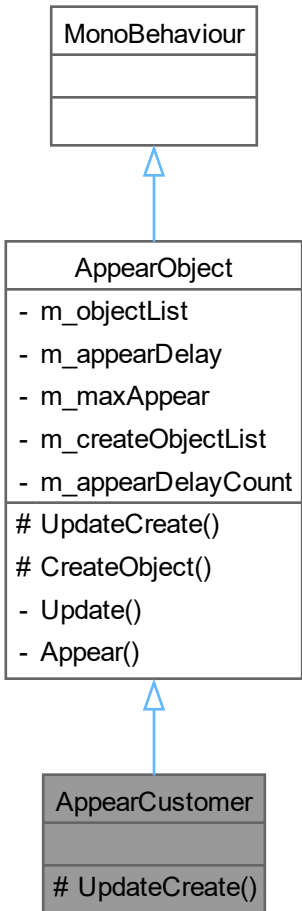 MonoBehaviour
AppearObject
- m_objectList
- m_appearDelay
- m_maxAppear
- m_createObjectList
- m_appearDelayCount
# UpdateCreate()
# CreateObject()
- Update()
- Appear()
AppearCustomer
# UpdateCreate()